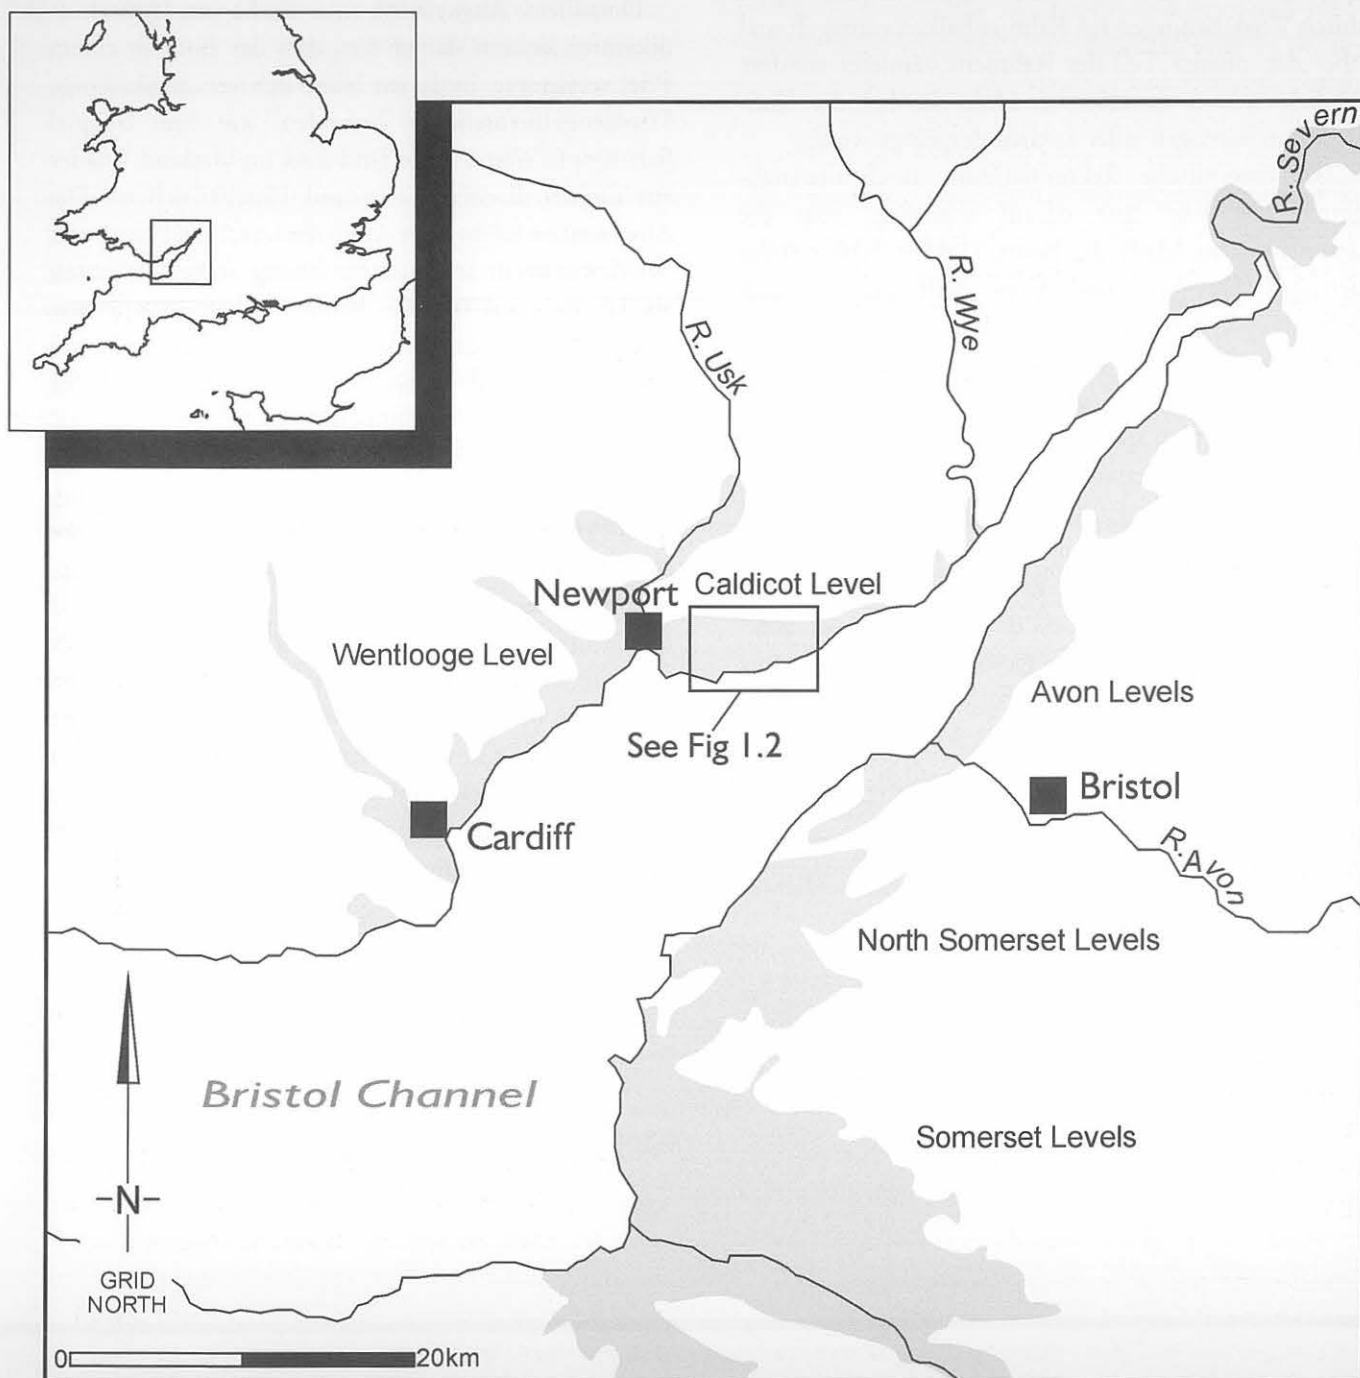 R. Severn
R. Wye
R. Usk
Newport
Caldicot Level
Wentlooge Level
Avon Levels
See Fig 1.2
Bristol
Cardiff
R. Avon
North Somerset Levels
Bristol Channel
Somerset Levels
-N-
GRID
NORTH
0
20km